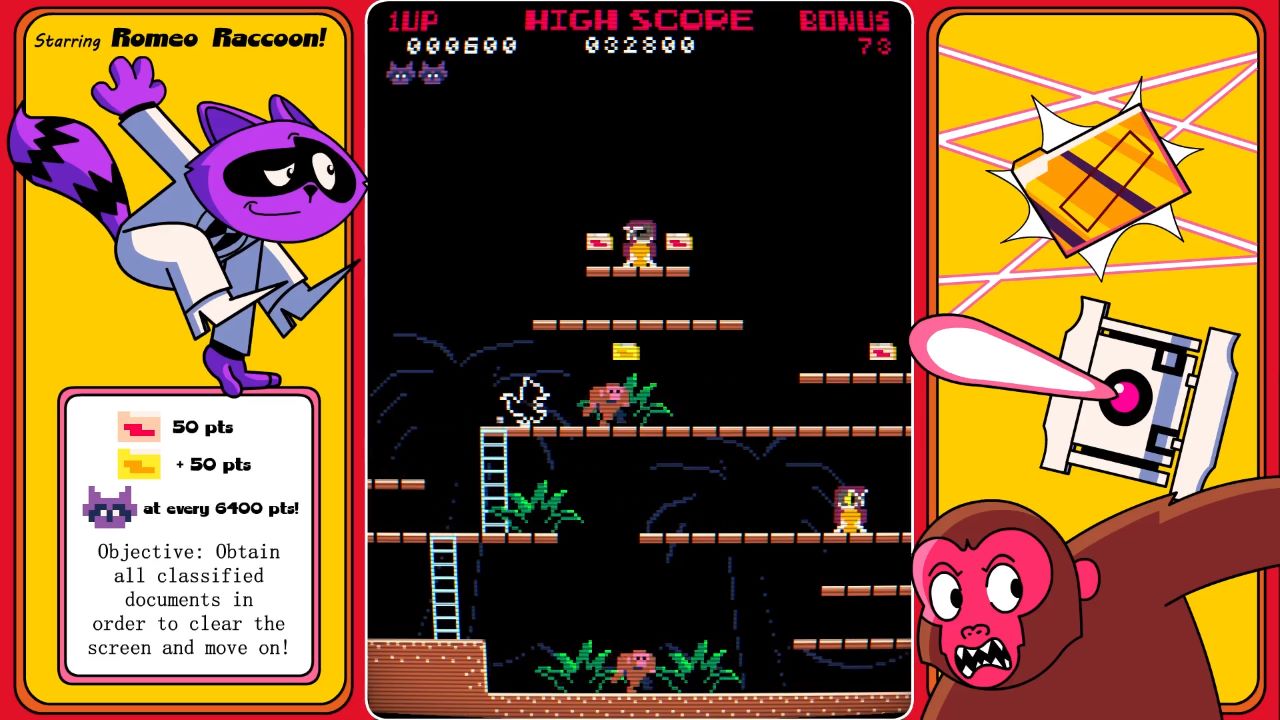 Starring Romeo Raccoon!
1UP HIGH SCORE BONUS
000600 032800 73
50 pts
+ 50 pts
at every 6400 pts!
Objective: Obtain
all classified
documents in
order to clear the
screen and move on!